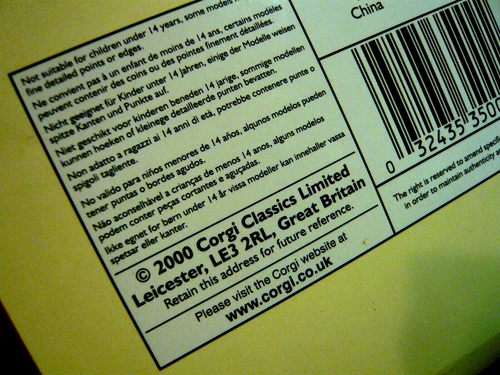 Not suitable for children under 14 years, some models
fine detailed points or edges.
Ne convient pas à un enfant de moins de 14 ans, certains modèles
peuvent contenir des coins ou des pointes finement détaillées.
Nicht geeignet für Kinder unter 14 Jahren, einige der Modelle weisen
spitze Kanten und Punkte auf.
Niet geschikt voor kinderen beneden 14 jarige, sommige modellen
kunnen hoeken of kleinege detailleerde punten bevatten.
Non adatto a ragazzi ai 14 anni di età, potrebbe contenere punte o
spigoli tagliente.
No valido para niños menores de 14 años, alqunos modelos pueden
tener puntas o bordes agudos.
Não aconselhável a crianças de menos 14 anos. alguns modelos
podem conter peças cortantes e aguçadas.
Ikke egnet for børn under 14 år vissa modeller kan innehaller vassa
spetsar eller kanter.
© 2000 Corgi Classics Limited
Leicester, LE3 2RL, Great Britain
Retain this address for future reference.
Please visit the Corgi website at
www.corgi.co.uk
China
0 32435 350
The right is reserved to amend specifi
in order to maintain authenticity